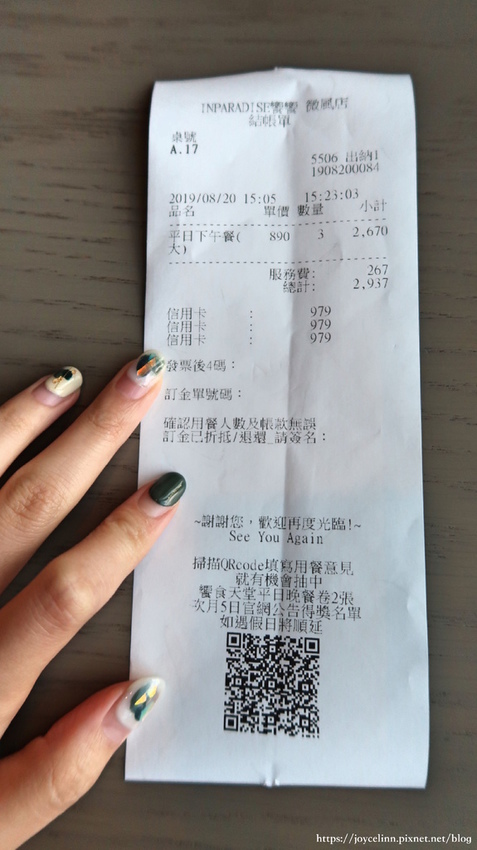 INPARADISE饗饗 微風店
結帳單
桌號
A.17
5506 出納1
1908200084
2019/08/20 15:05 15:23:03
品名 單價 數量 小計
平日下午餐( 890 3 2,670
大)
服務費: 267
總計: 2,937
信用卡 : 979
信用卡 : 979
信用卡 : 979
發票後4碼:
訂金單號碼:
確認用餐人數及帳款無誤
訂金已折抵/退還_請簽名:
~謝謝您，歡迎再度光臨!~
See You Again
掃描QRcode填寫用餐意見
就有機會抽中
饗食天堂平日晚餐卷2張
次月5日官網公告得獎名單
如遇假日將順延
https://joycelinn.pixnet.net/blog